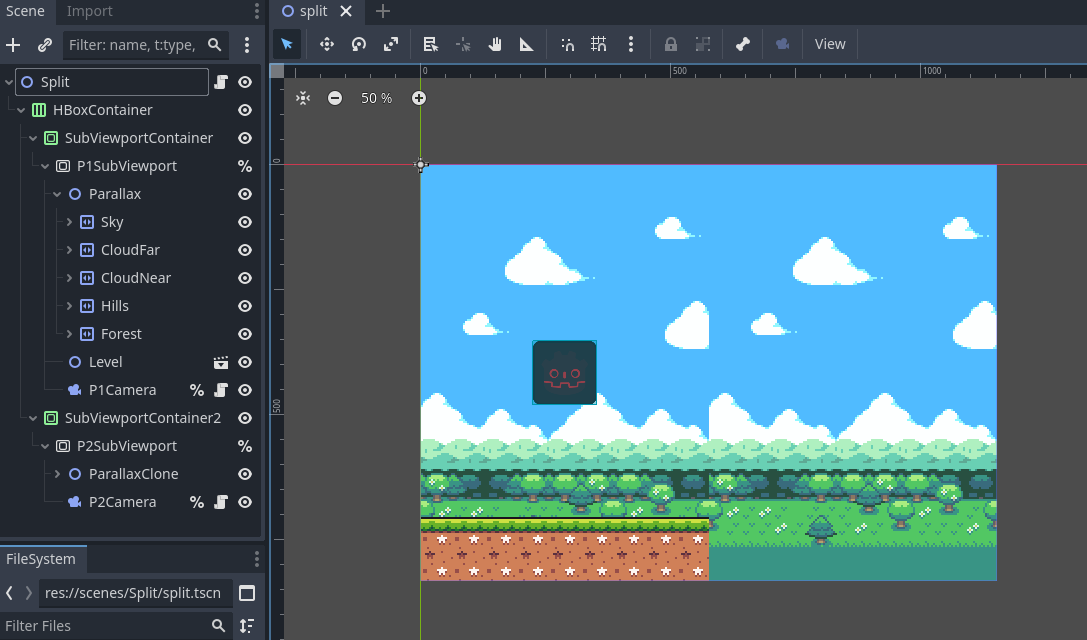 Scene Import
split
Filter: name, t:type,
View
Split
HBoxContainer
SubViewportContainer
P1SubViewport
Parallax
Sky
CloudFar
CloudNear
Hills
Forest
Level
P1Camera
SubViewportContainer2
P2SubViewport
ParallaxClone
P2Camera
FileSystem
res://scenes/Split/split.tscn
Filter Files
0 500 1000
50 %
0
500